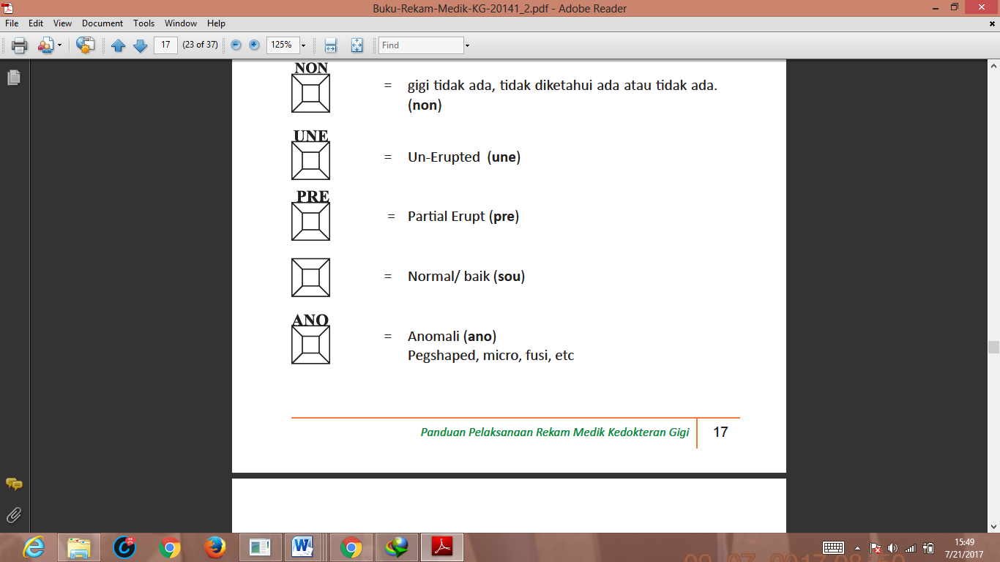 Buku-Rekam-Medik-KG-20141_2.pdf - Adobe Reader
File Edit View Document Tools Window Help
17 (23 of 37) 125% Find
NON
= gigi tidak ada, tidak diketahui ada atau tidak ada.
(non)
UNE
= Un-Erupted (une)
PRE
= Partial Erupt (pre)
= Normal/ baik (sou)
ANO
= Anomali (ano)
Pegshaped, micro, fusi, etc
Panduan Pelaksanaan Rekam Medik Kedokteran Gigi 17
15:49
7/21/2017